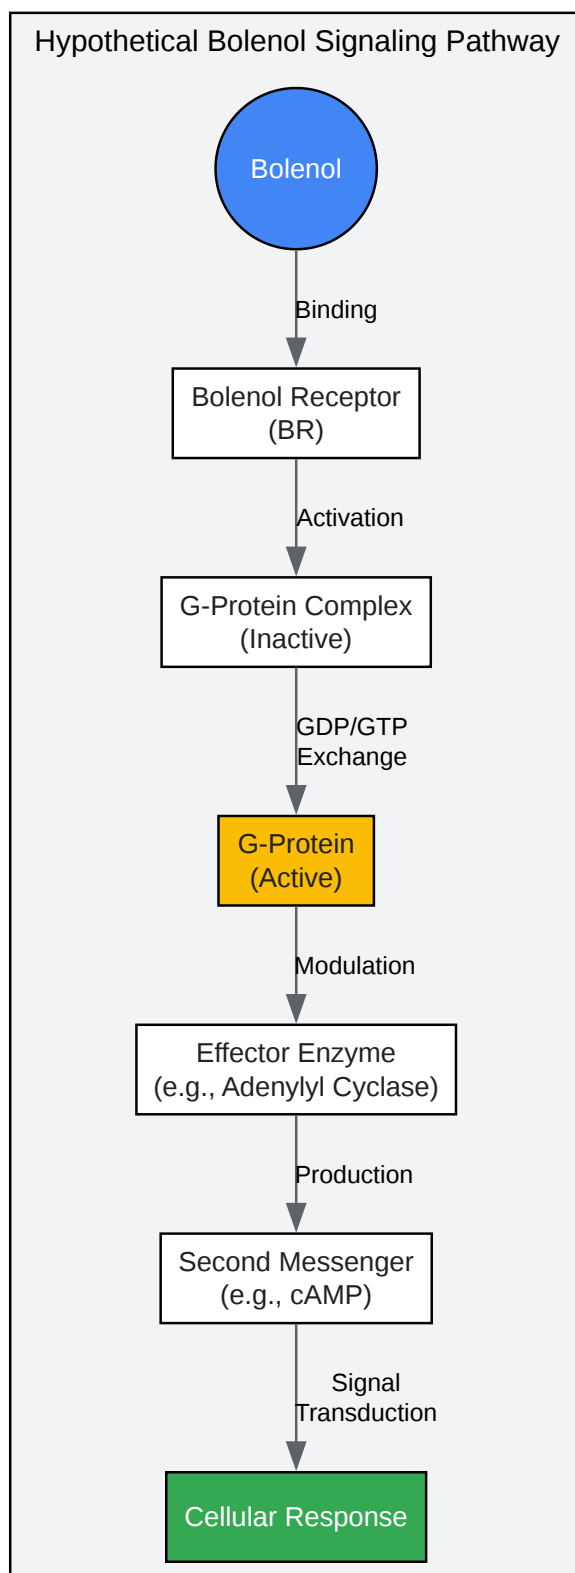 Hypothetical Bolenol Signaling Pathway
Bolenol
Binding
Bolenol Receptor
(BR)
Activation
G-Protein Complex
(Inactive)
GDP/GTP
Exchange
G-Protein
(Active)
Modulation
Effector Enzyme
(e.g., Adenylyl Cyclase)
Production
Second Messenger
(e.g., cAMP)
Signal
Transduction
Cellular Response